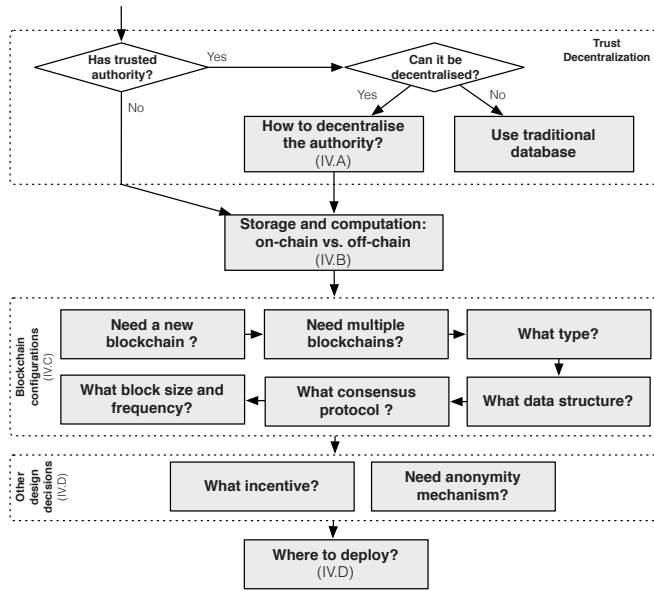 Trust
Decentralization
Has trusted
authority?
Yes
Can it be
decentralised?
No
Yes
No
How to decentralise
the authority?
(IV.A)
Use traditional
database
Storage and computation:
on-chain vs. off-chain
(IV.B)
Blockchain
configurations
(IV.C)
Need a new
blockchain ?
Need multiple
blockchains?
What type?
What block size and
frequency?
What consensus
protocol ?
What data structure?
Other
design
decisions
(IV.D)
What incentive?
Need anonymity
mechanism?
Where to deploy?
(IV.D)